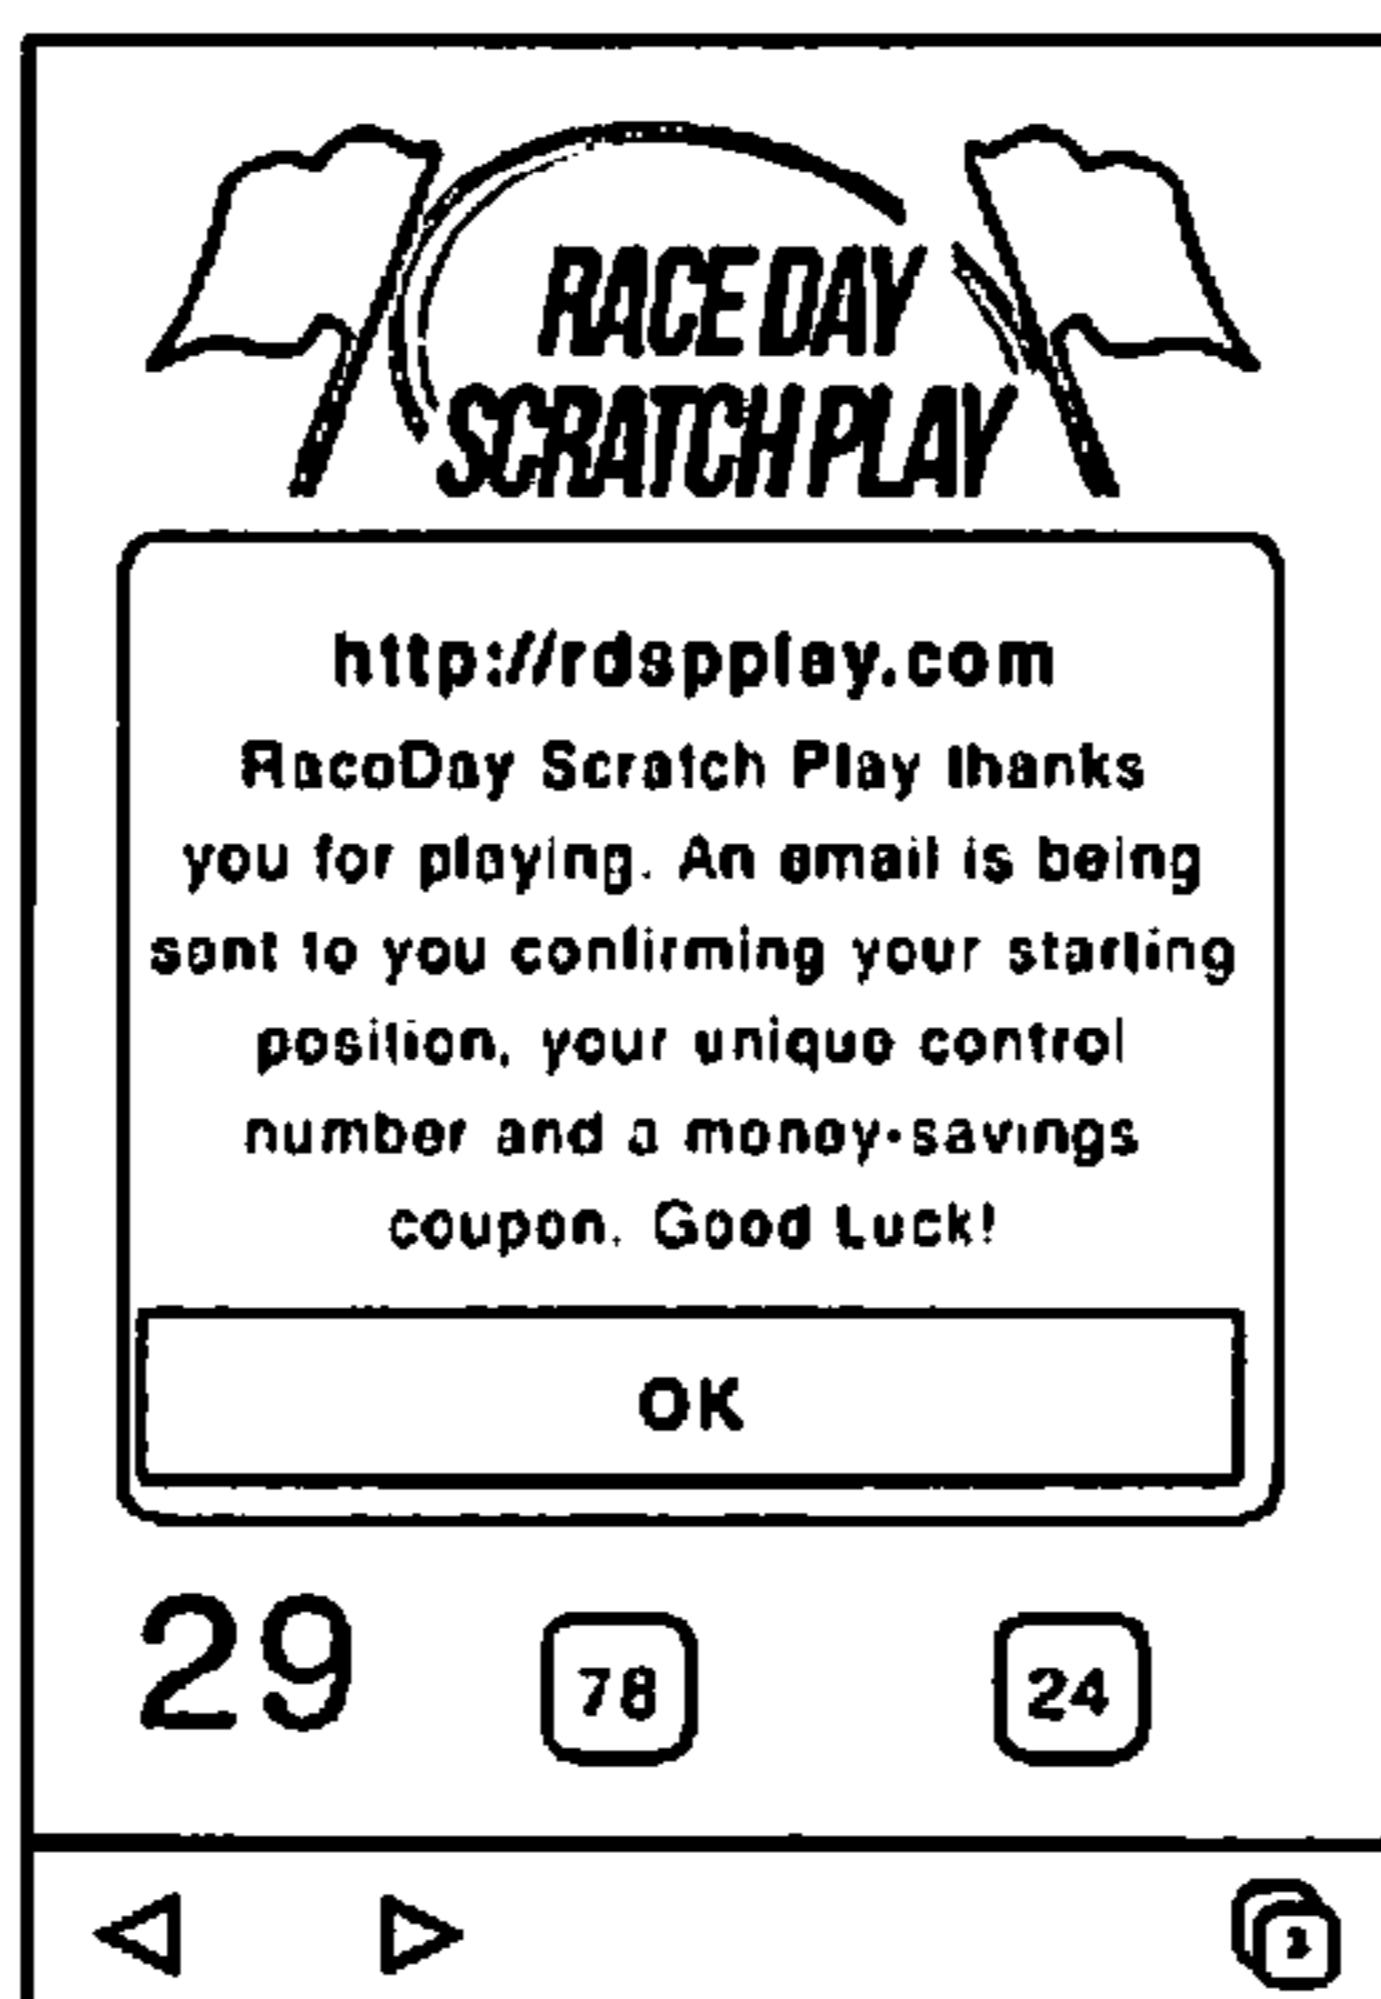 RACE DAY
SCRATCH PLAY
http://rdspplay.com
RaceDay Scratch Play thanks
you for playing. An email is being
sent to you confirming your starting
position, your unique control
number and a money-savings
coupon. Good Luck!
OK
29 78 24
2